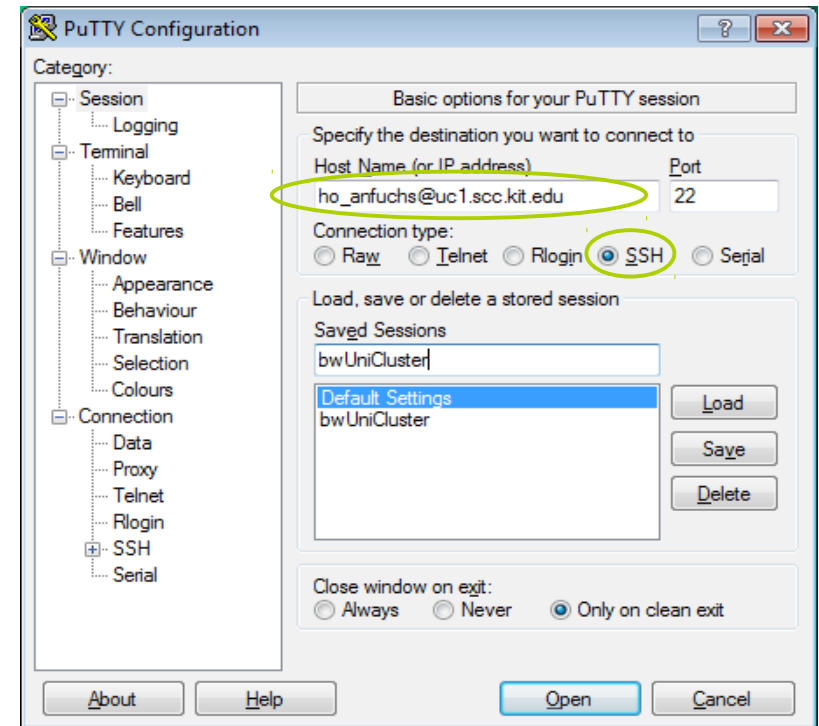 PuTTY Configuration
Category:
Session
Logging
Terminal
Keyboard
Bell
Features
Window
Appearance
Behaviour
Translation
Selection
Colours
Connection
Data
Proxy
Telnet
Rlogin
SSH
Serial
Basic options for your PuTTY session
Specify the destination you want to connect to
Host Name (or IP address) Port
ho_anfuchs@uc1.scc.kit.edu 22
Connection type:
Raw Telnet Rlogin SSH Serial
Load, save or delete a stored session
Saved Sessions
bwUniCluster
Default Settings
bwUniCluster
Load
Save
Delete
Close window on exit:
Always Never Only on clean exit
About Help Open Cancel